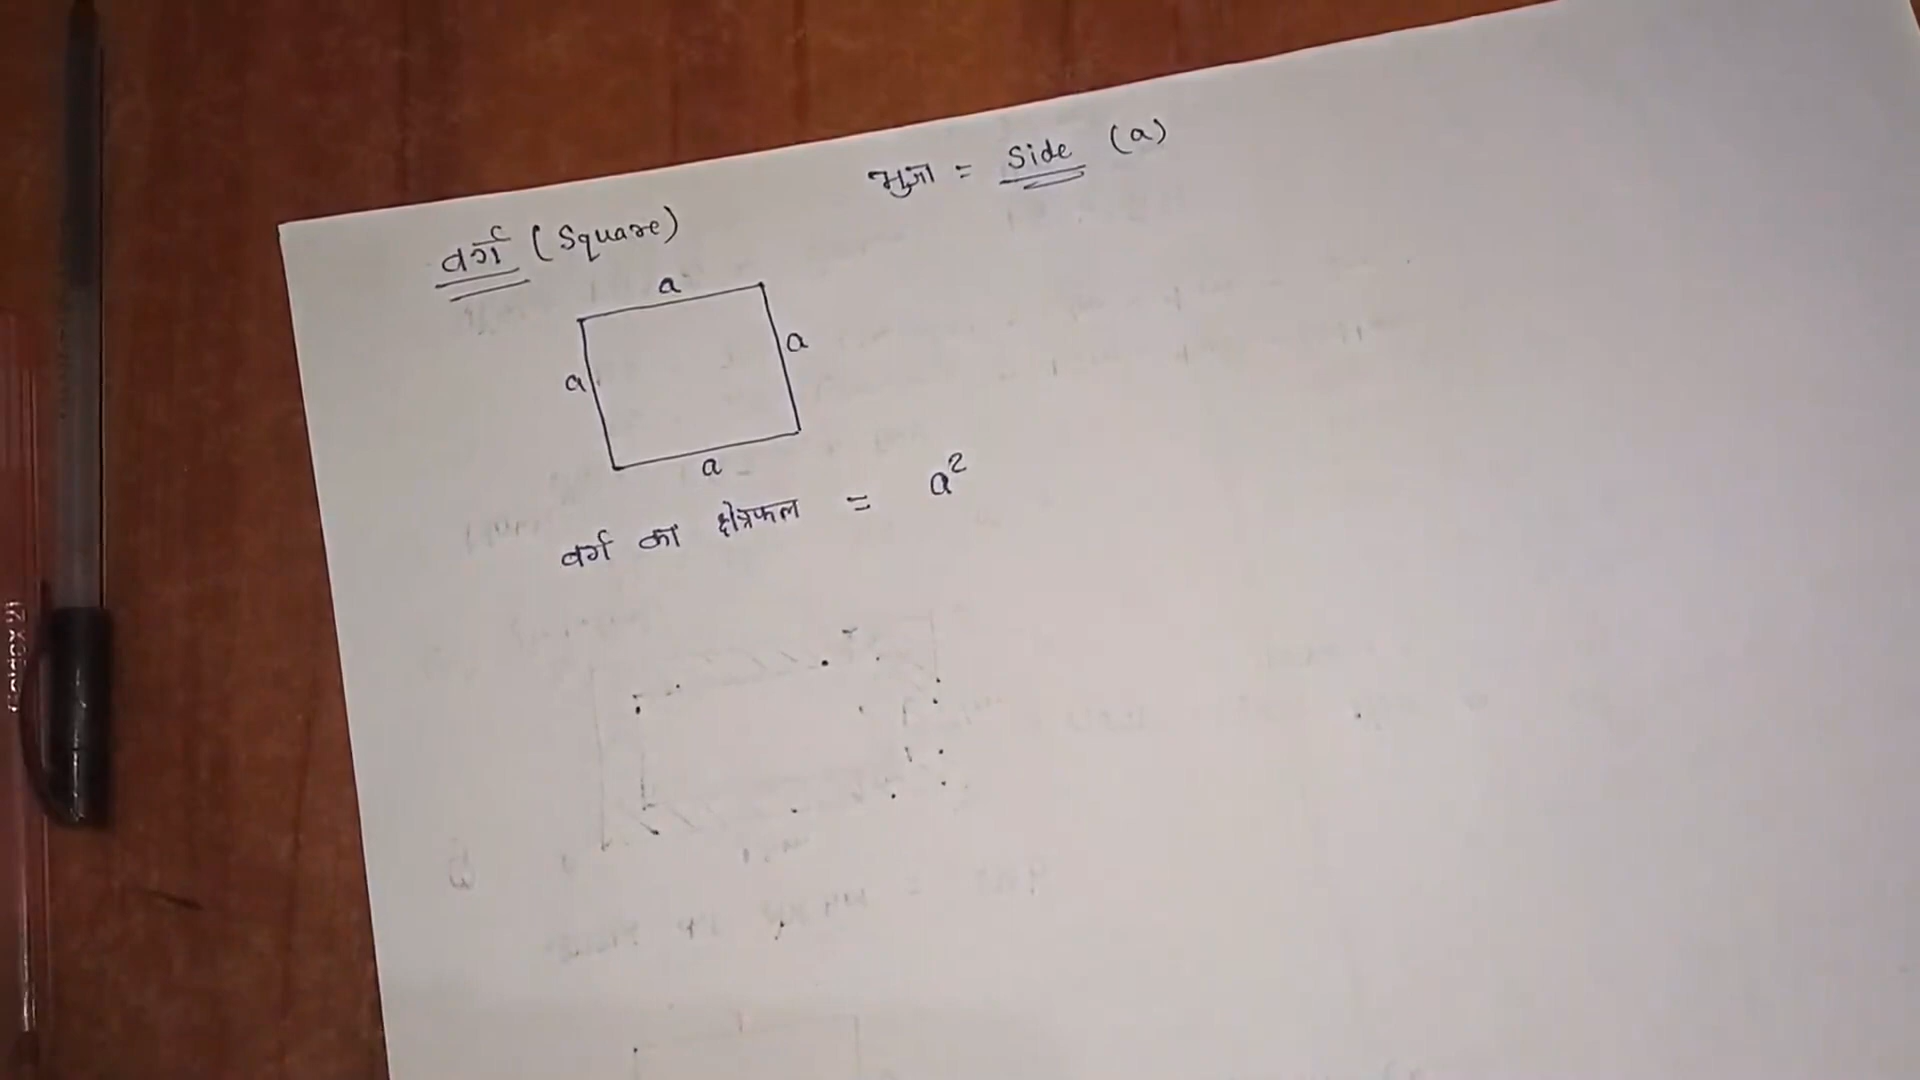 भुजा = Side (a)
वर्ग (Square)
a
a
a
a
वर्ग का क्षेत्रफल = a²